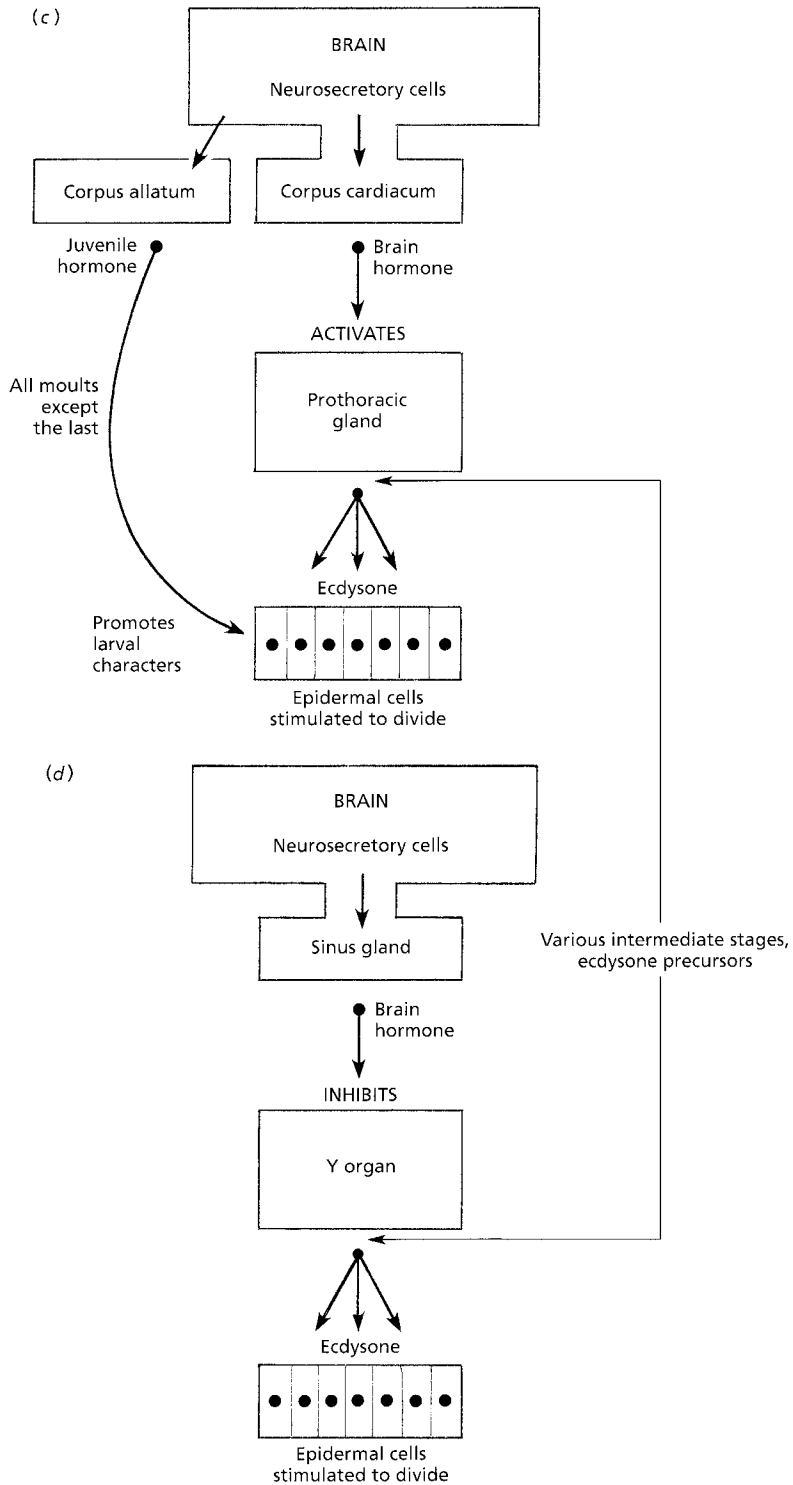 (c)
BRAIN
Neurosecretory cells
Corpus allatum
Corpus cardiacum
Juvenile
hormone
Brain
hormone
ACTIVATES
All moults
except
the last
Prothoracic
gland
Ecdysone
Promotes
larval
characters
Epidermal cells
stimulated to divide
(d)
BRAIN
Neurosecretory cells
Sinus gland
Various intermediate stages,
ecdysone precursors
Brain
hormone
INHIBITS
Y organ
Ecdysone
Epidermal cells
stimulated to divide